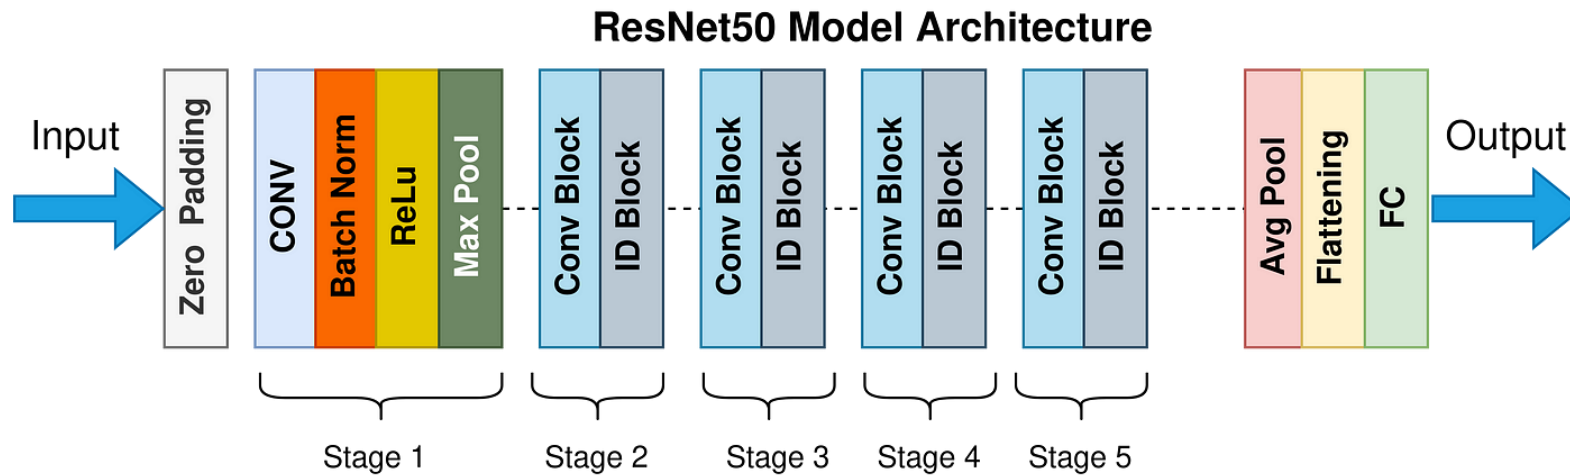 ResNet50 Model Architecture
Input
Zero Padding
CONV
Batch Norm
ReLu
Max Pool
Conv Block
ID Block
Conv Block
ID Block
Conv Block
ID Block
Conv Block
ID Block
Avg Pool
Flattening
FC
Output
Stage 1
Stage 2
Stage 3
Stage 4
Stage 5